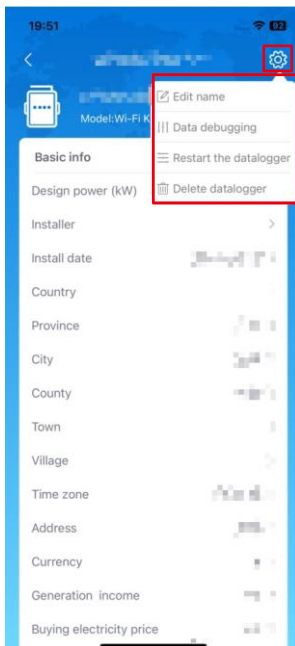 19:51
Edit name
Model:Wi-Fi K
Data debugging
Basic info
Restart the datalogger
Design power (kW)
Delete datalogger
Installer
Install date
Country
Province
City
County
Town
Village
Time zone
Address
Currency
Generation income
Buying electricity price